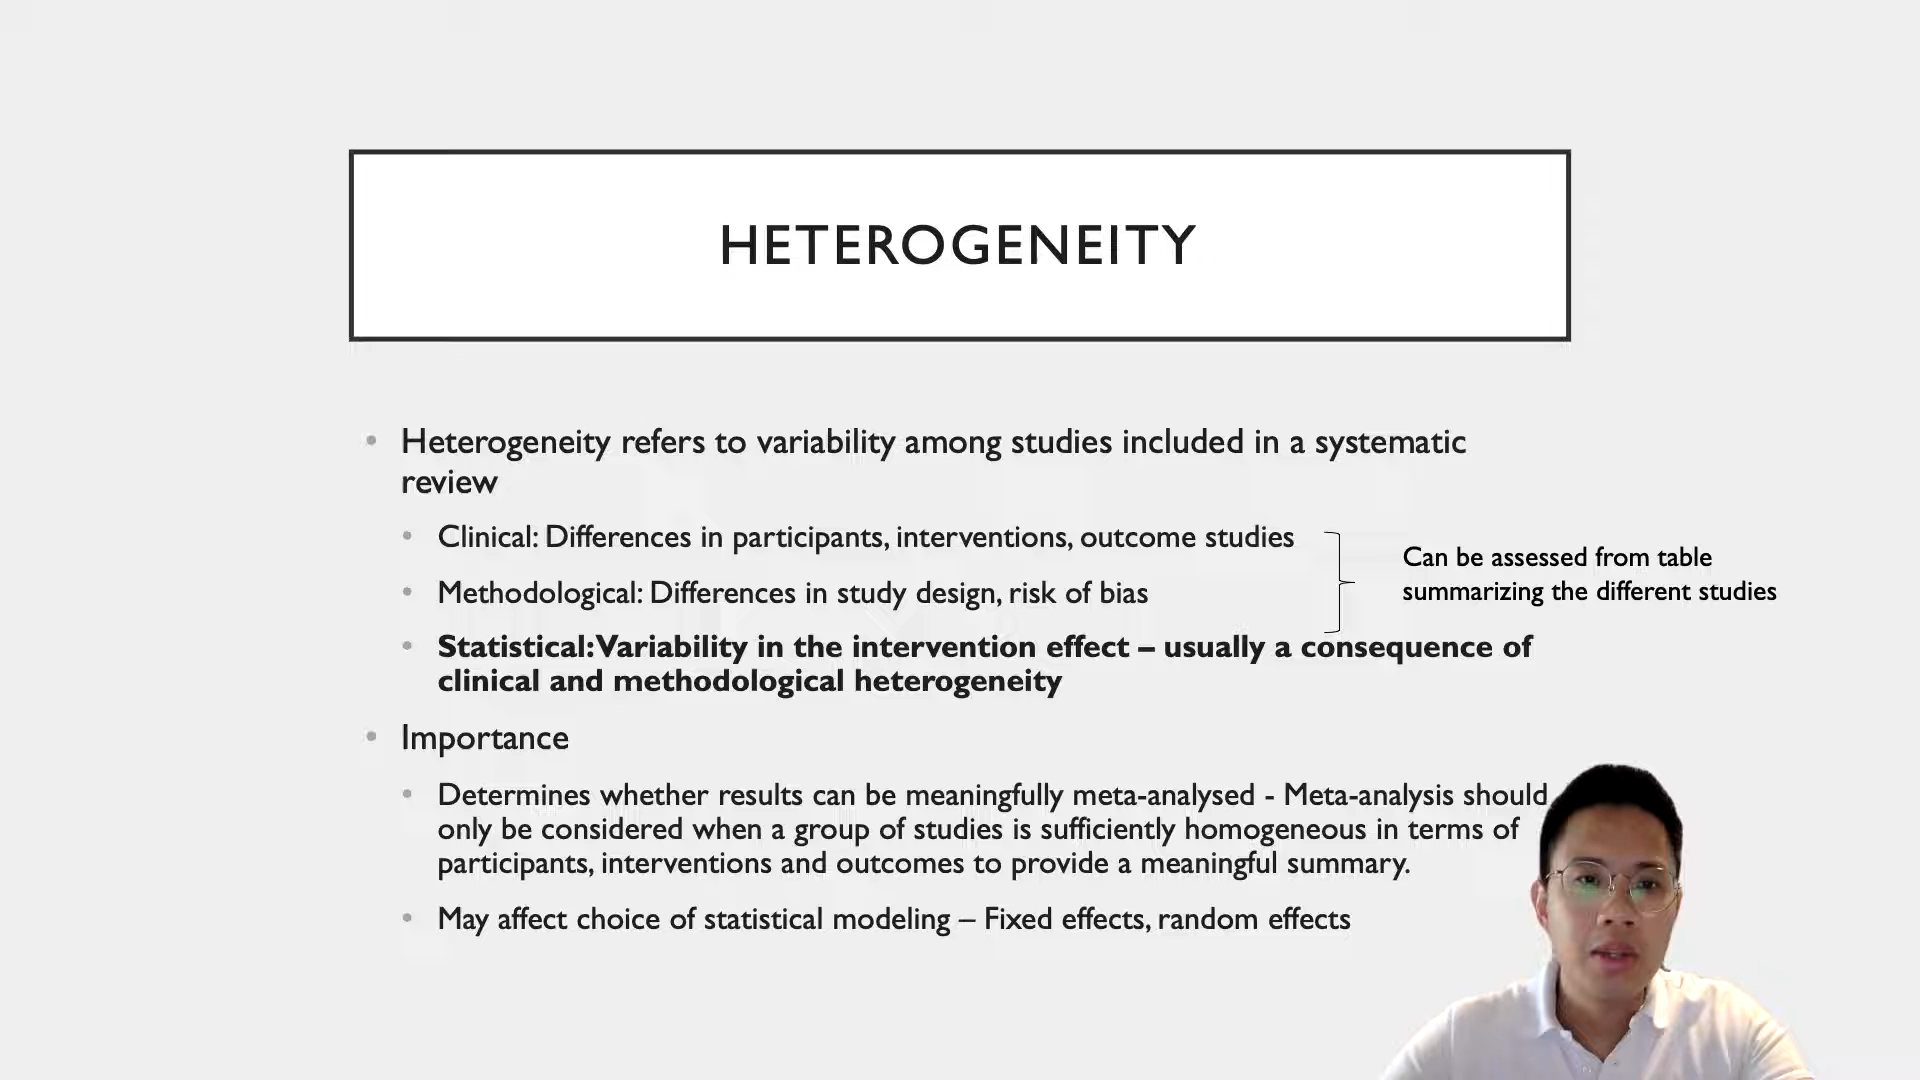 HETEROGENEITY
Heterogeneity refers to variability among studies included in a systematic
review
Clinical: Differences in participants, interventions, outcome studies
Methodological: Differences in study design, risk of bias
Can be assessed from table
summarizing the different studies
Statistical: Variability in the intervention effect – usually a consequence of
clinical and methodological heterogeneity
Importance
Determines whether results can be meaningfully meta-analysed - Meta-analysis should
only be considered when a group of studies is sufficiently homogeneous in terms of
participants, interventions and outcomes to provide a meaningful summary.
May affect choice of statistical modeling – Fixed effects, random effects